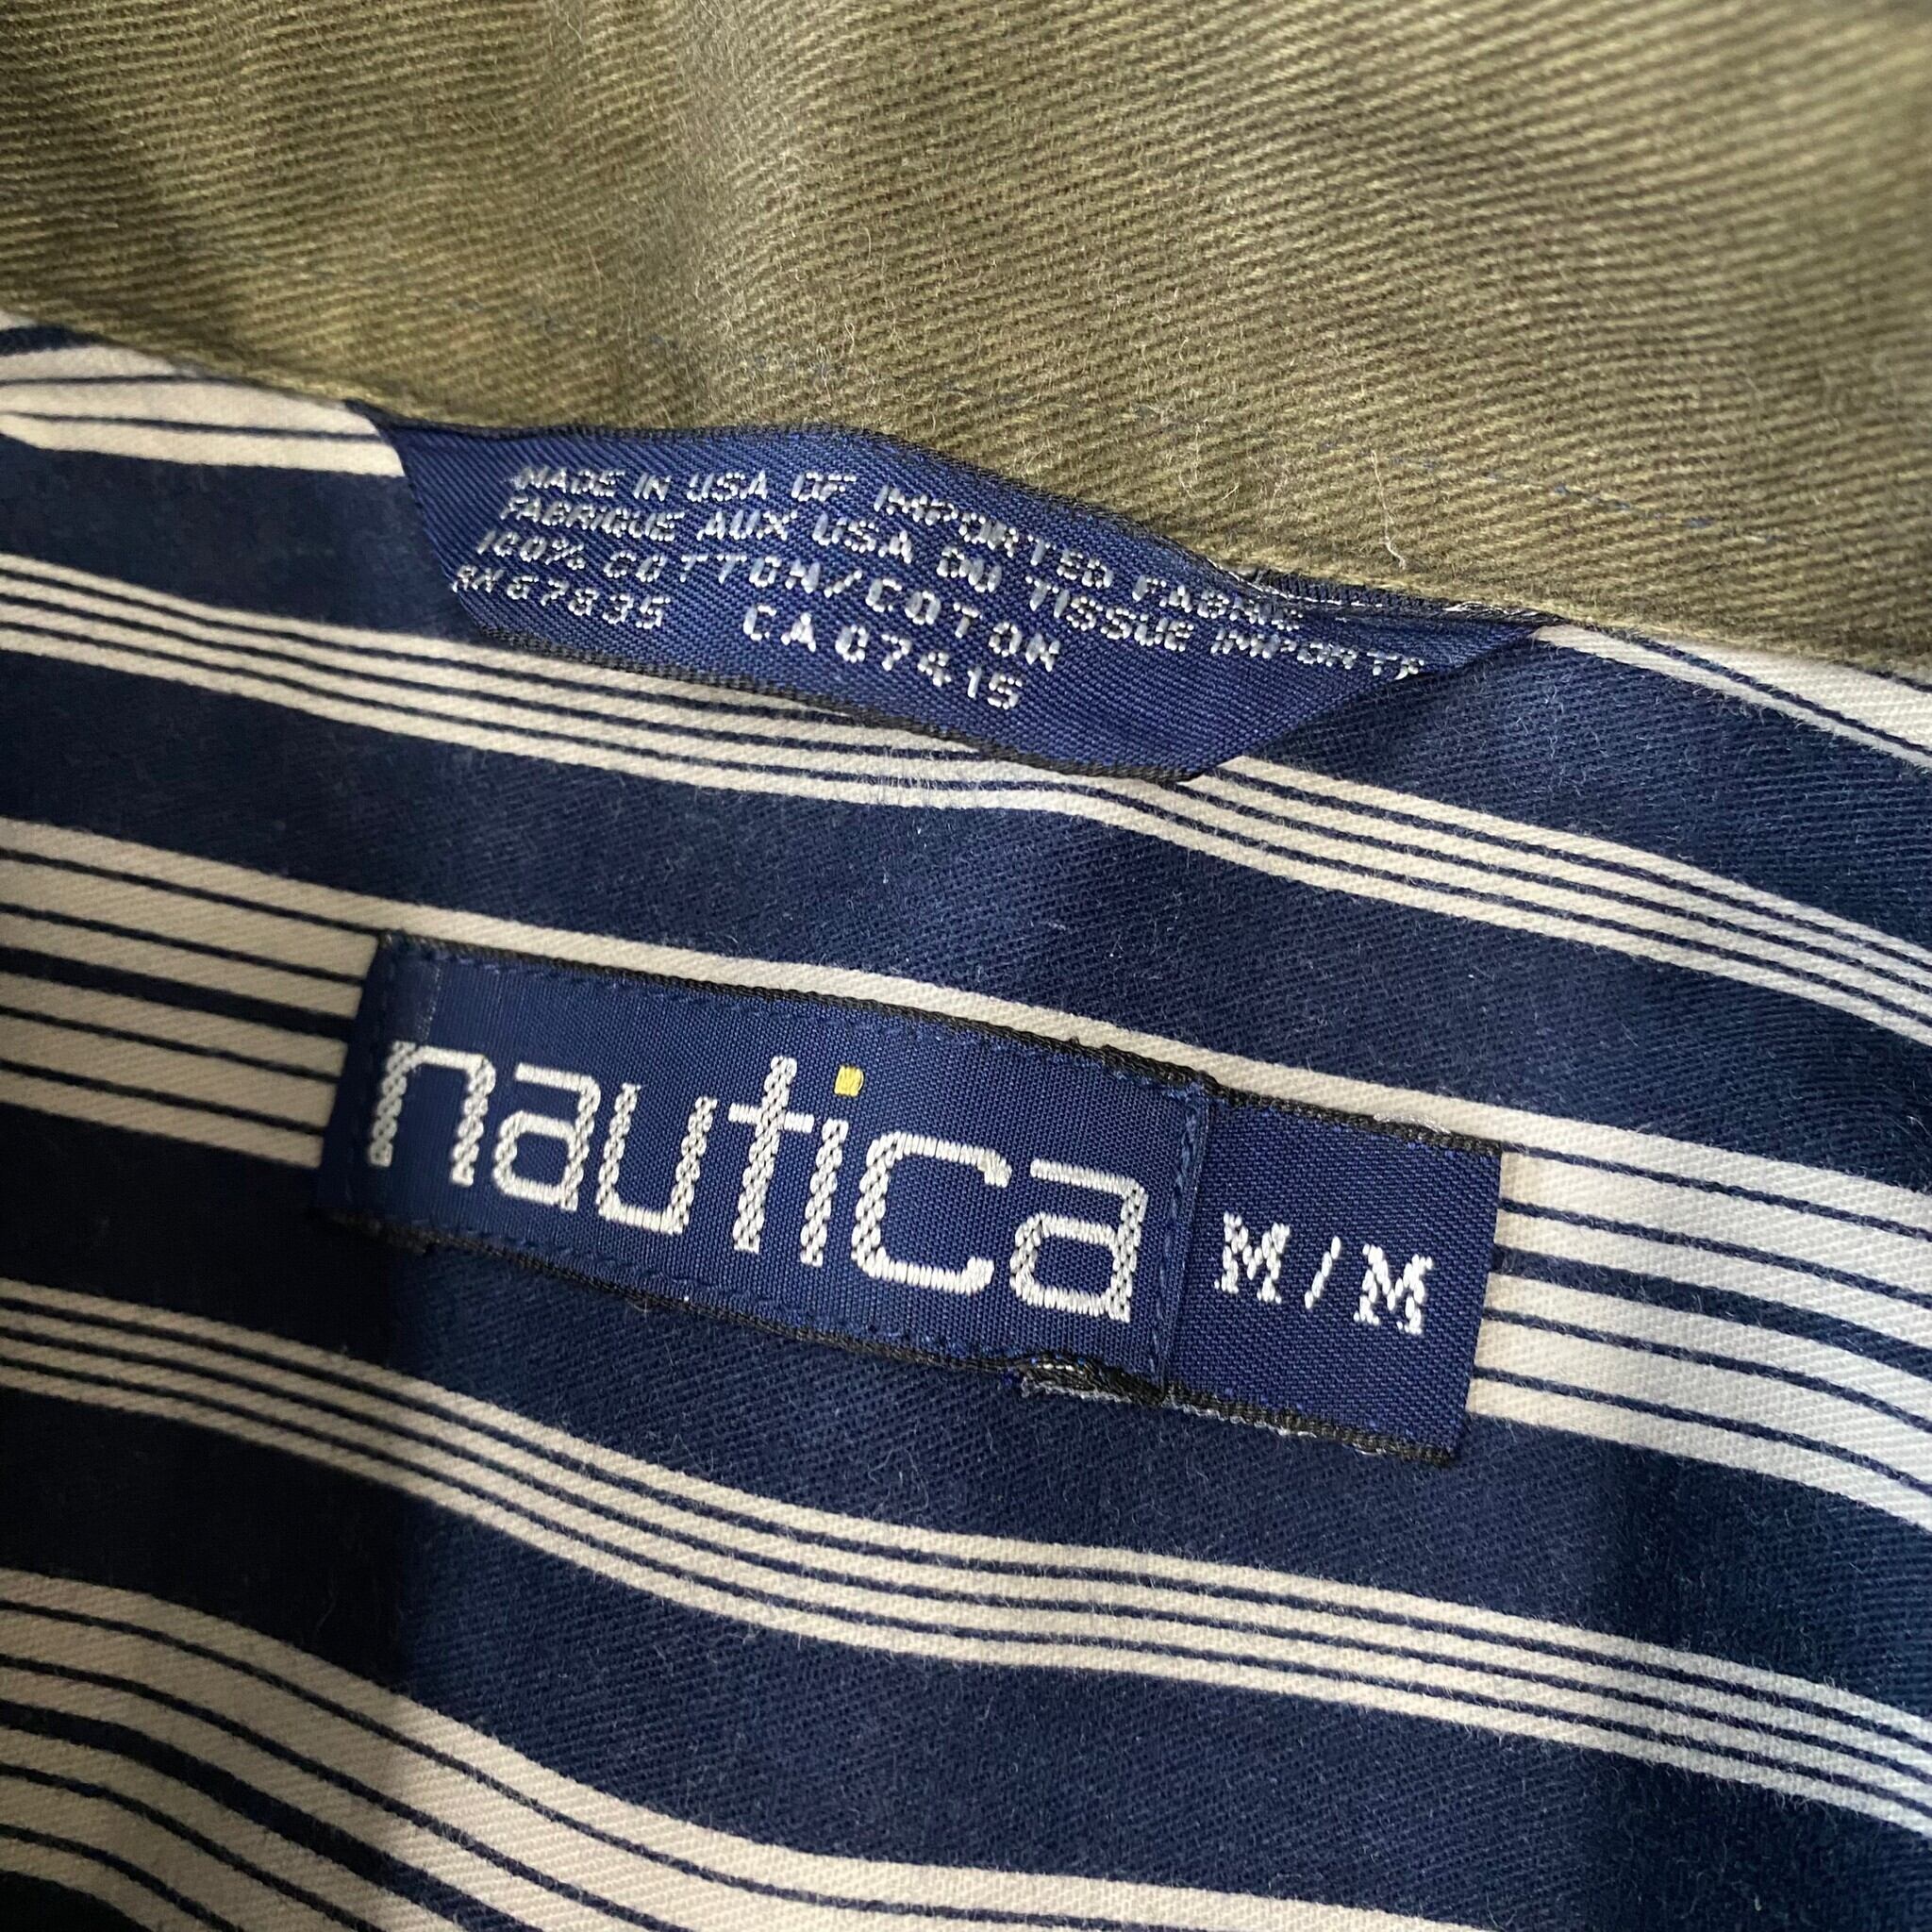 MADE IN USA OF IMPORTED FABRIC
FABRIQUE AUX USA DU TISSUE IMPORTE
100% COTTON/COTON
RN 67835 CA 07415
nautica M/M